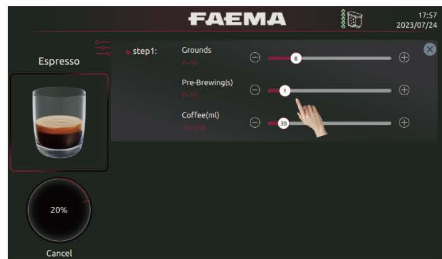 FAEMA
17:57
2023/07/24
Espresso
step1:
Grounds
8
Pre-Brewing(s)
1
Coffee(ml)
30
20%
Cancel